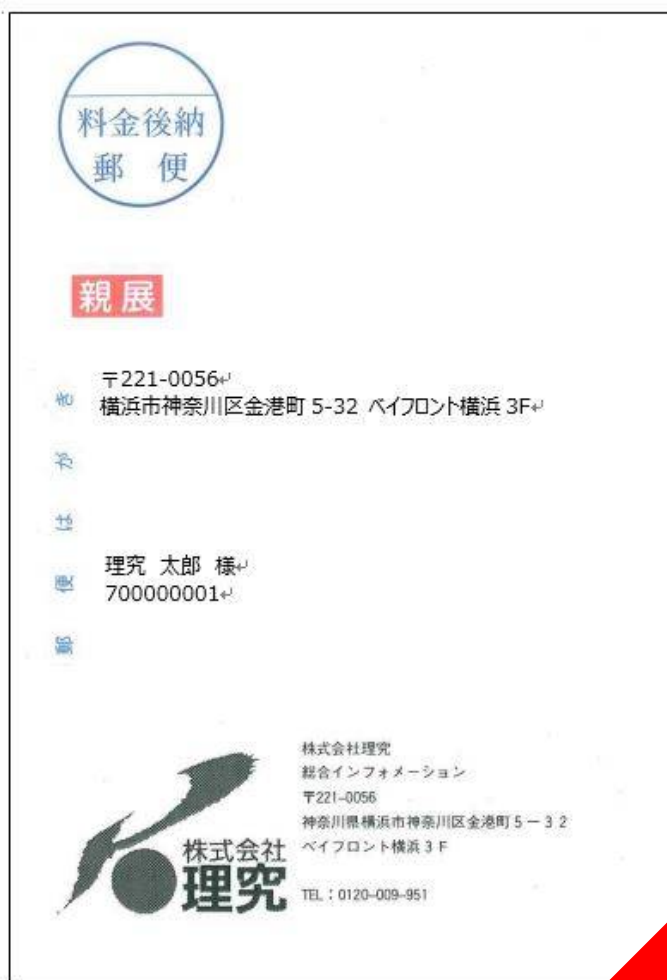 料金後納
郵便
親展
〒221-0056↵
横浜市神奈川区金港町 5-32 ベイフロント横浜 3F↵
郵便はがき
理究 太郎 様↵
700000001↵
株式会社理究
総合インフォメーション
〒221-0056
神奈川県横浜市神奈川区金港町5−32
ベイフロント横浜3F
TEL：0120-009-951
株式会社
理究